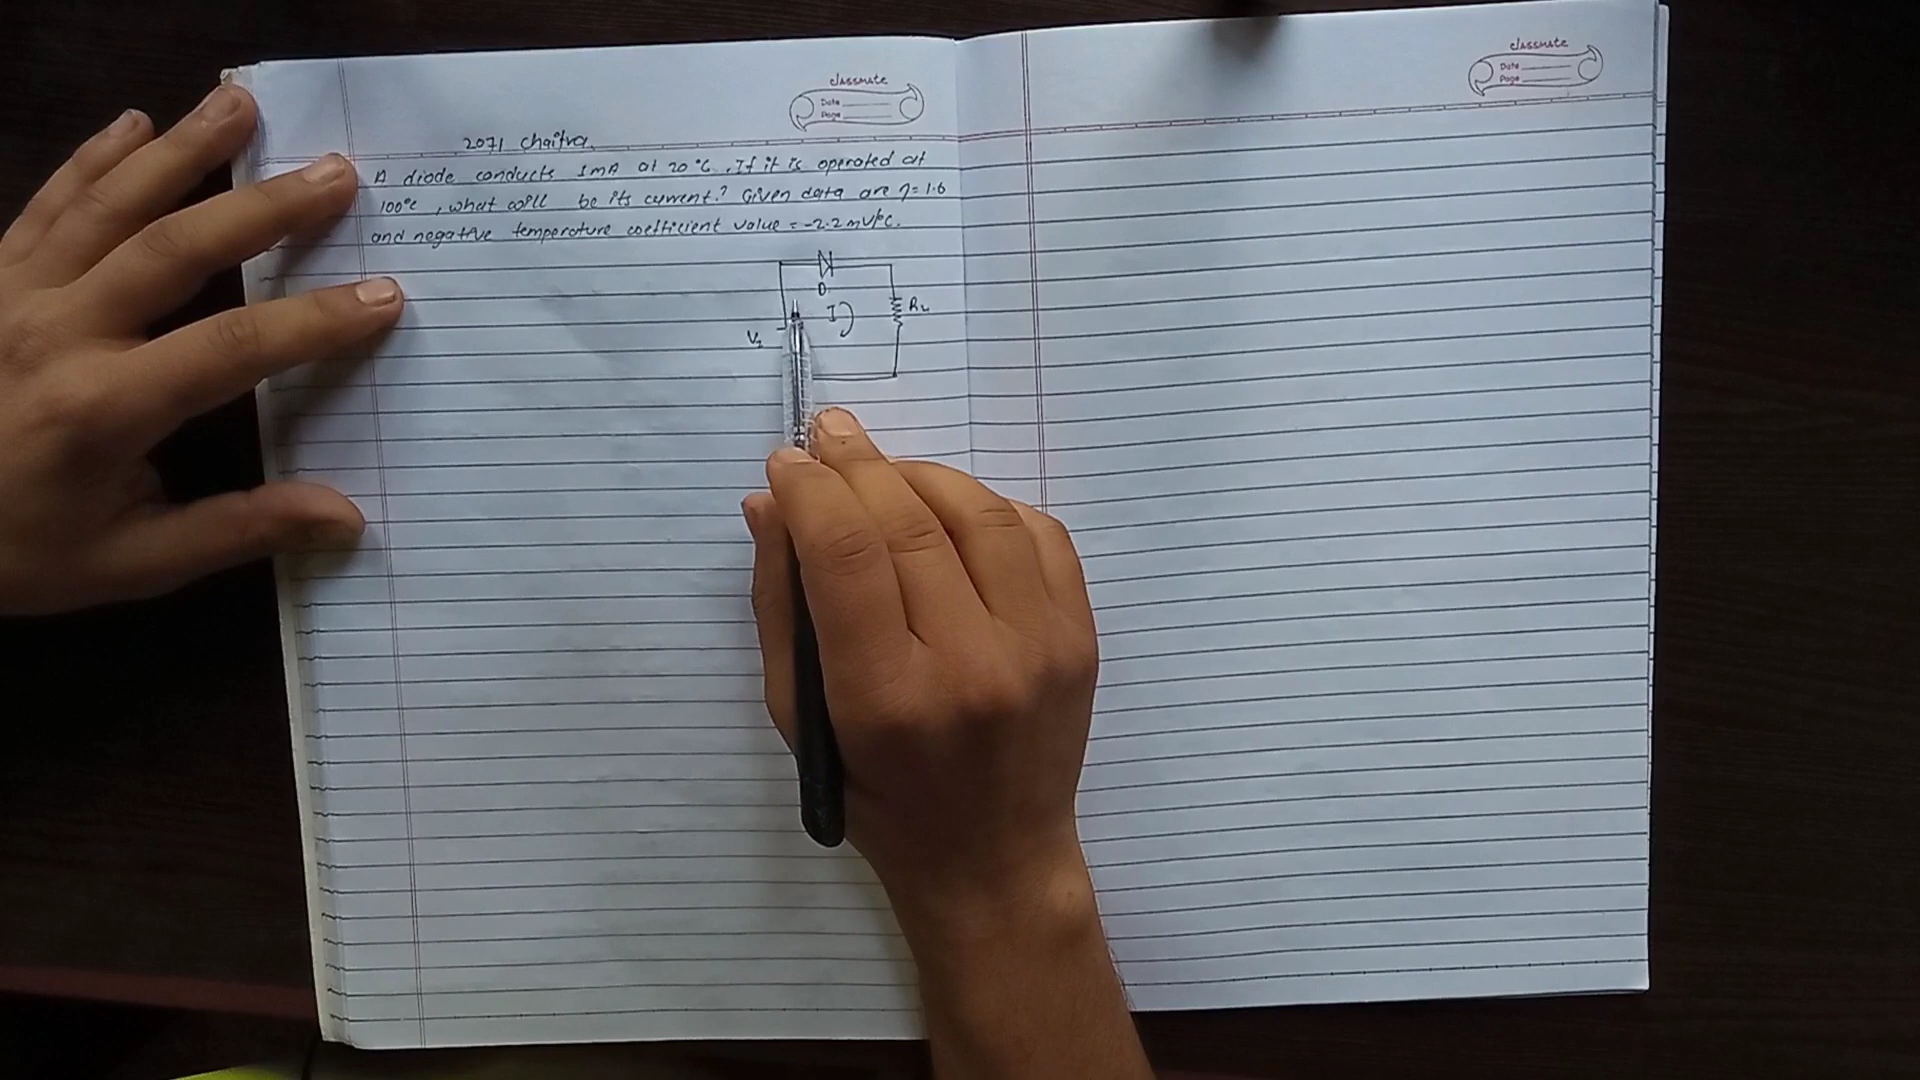 classmate
Date
Page
classmate
Date
Page
2071 chaitra.
A diode conducts 1mA at 20°C. If it is operated at
100°c, what will be its current? Given data are η=1.6
and negative temperature coefficient value = -2.2mV/°C.
D
I
RL
Vs